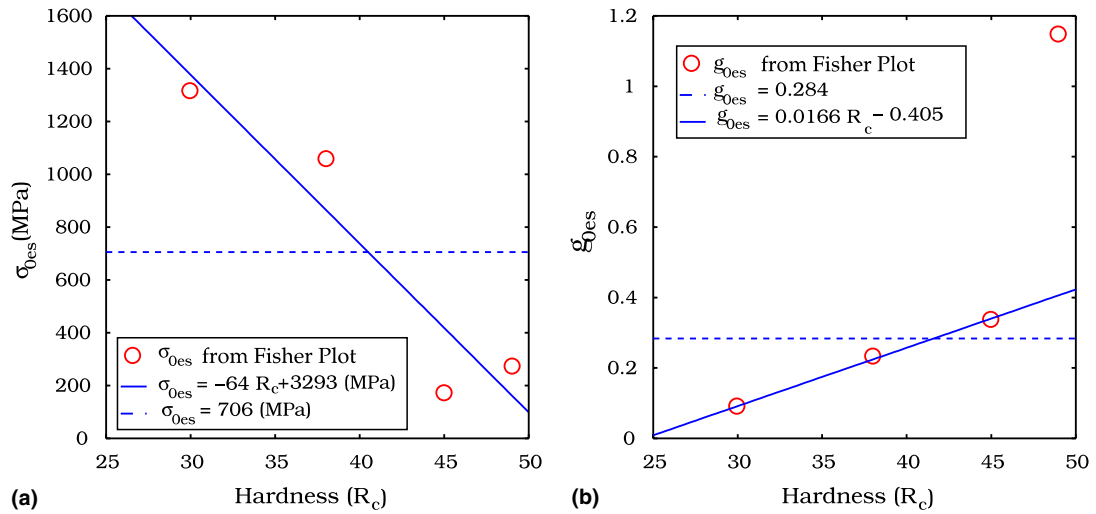 1600
1400
1200
1000
800
600
400
200
0
σ0es(MPa)
σ0es from Fisher Plot
σ0es = −64 Rc+3293 (MPa)
σ0es = 706 (MPa)
25 30 35 40 45 50
(a) Hardness (Rc)
1.2
1
0.8
0.6
0.4
0.2
0
g0es
g0es from Fisher Plot
g0es = 0.284
g0es = 0.0166 Rc − 0.405
25 30 35 40 45 50
(b) Hardness (Rc)